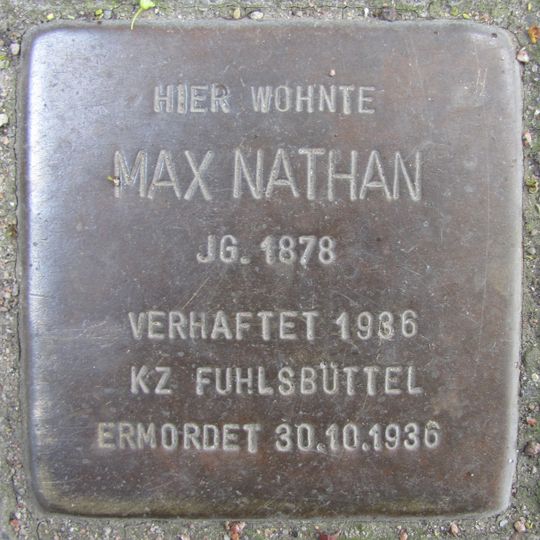 HIER WOHNTE
MAX NATHAN
JG. 1878
VERHAFTET 1936
KZ FUHLSBÜTTEL
ERMORDET 30.10.1936